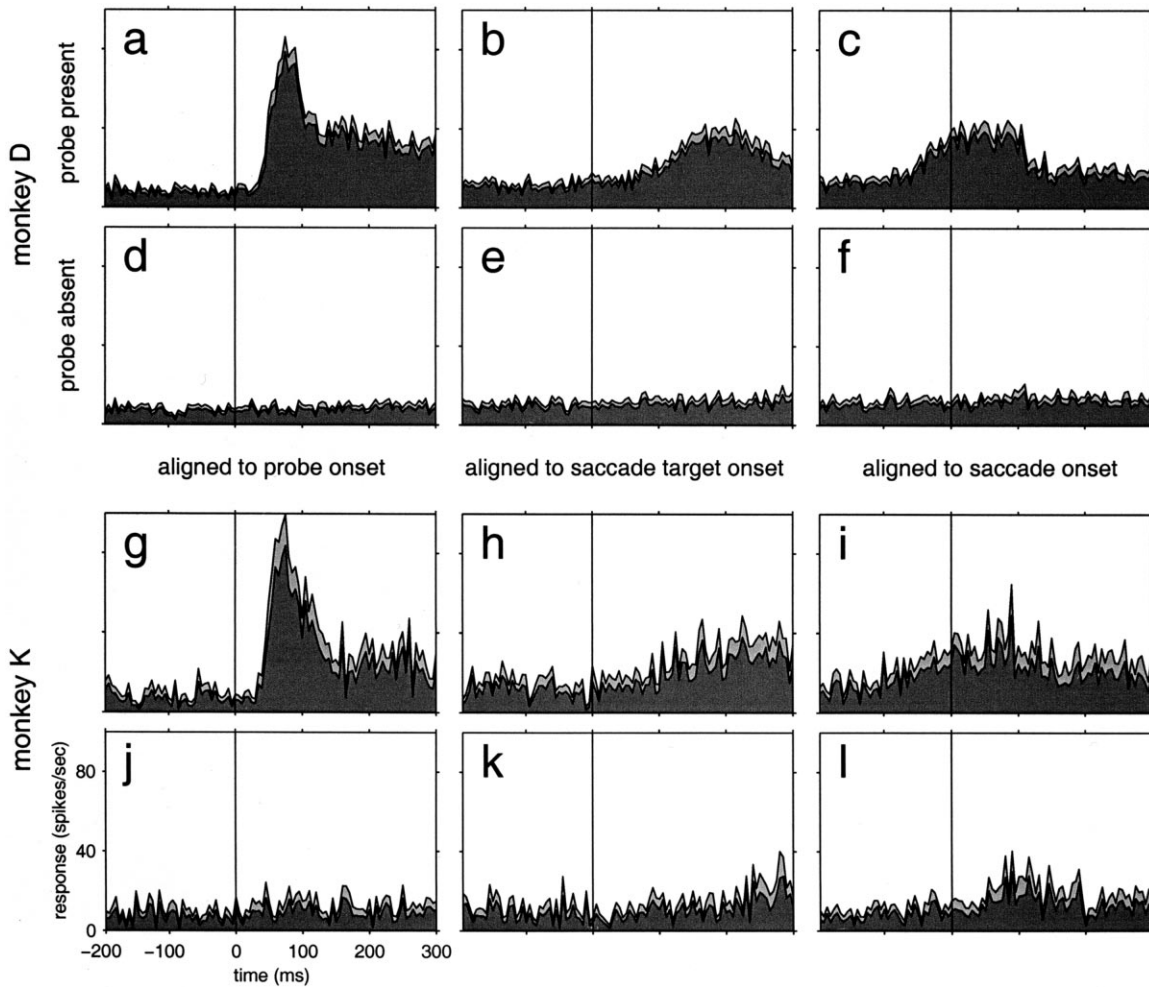 a b c
probe present
monkey D
d e f
probe absent
aligned to probe onset aligned to saccade target onset aligned to saccade onset
g h i
monkey K
j k l
response (spikes/sec)
80
40
0
−200 −100 0 100 200 300
time (ms)